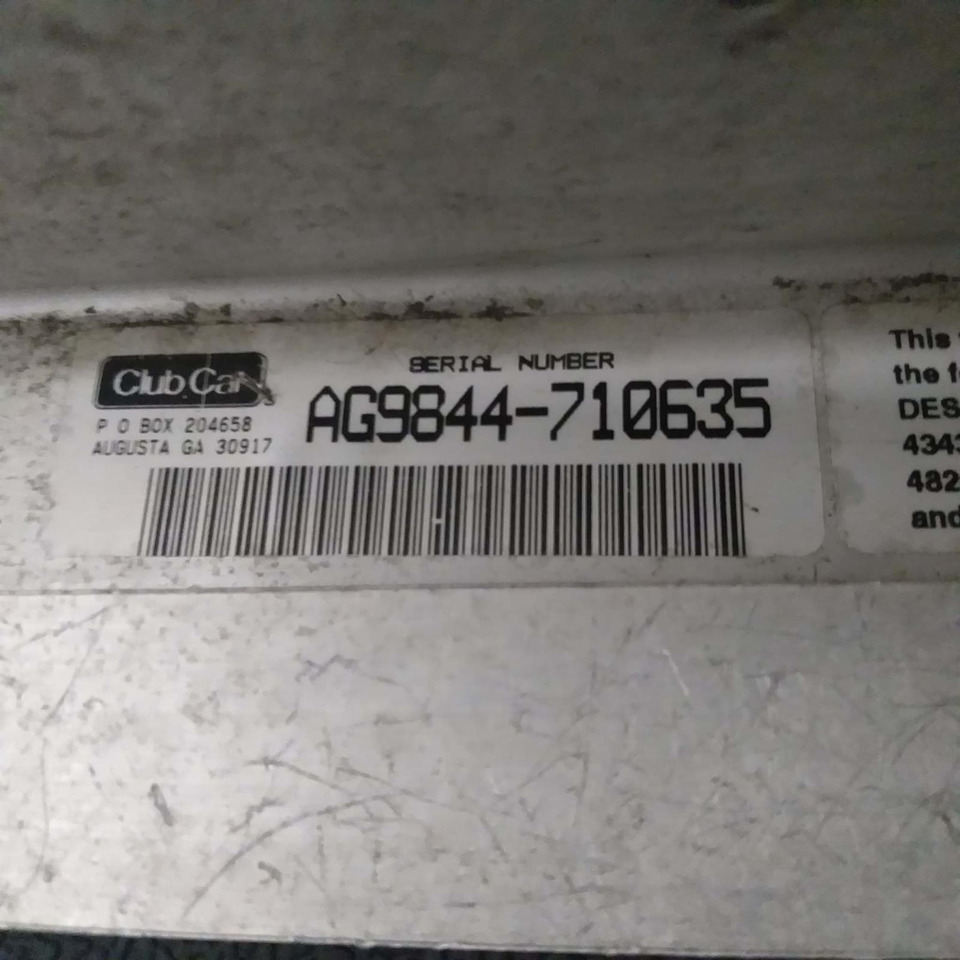 Club Car
P O BOX 204658
AUGUSTA GA 30917
SERIAL NUMBER
AG9844-710635
This
the
DES
434
482
and